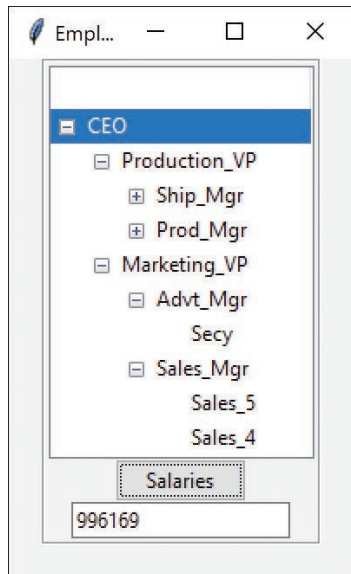 Empl...
CEO
Production_VP
Ship_Mgr
Prod_Mgr
Marketing_VP
Advt_Mgr
Secy
Sales_Mgr
Sales_5
Sales_4
Salaries
996169